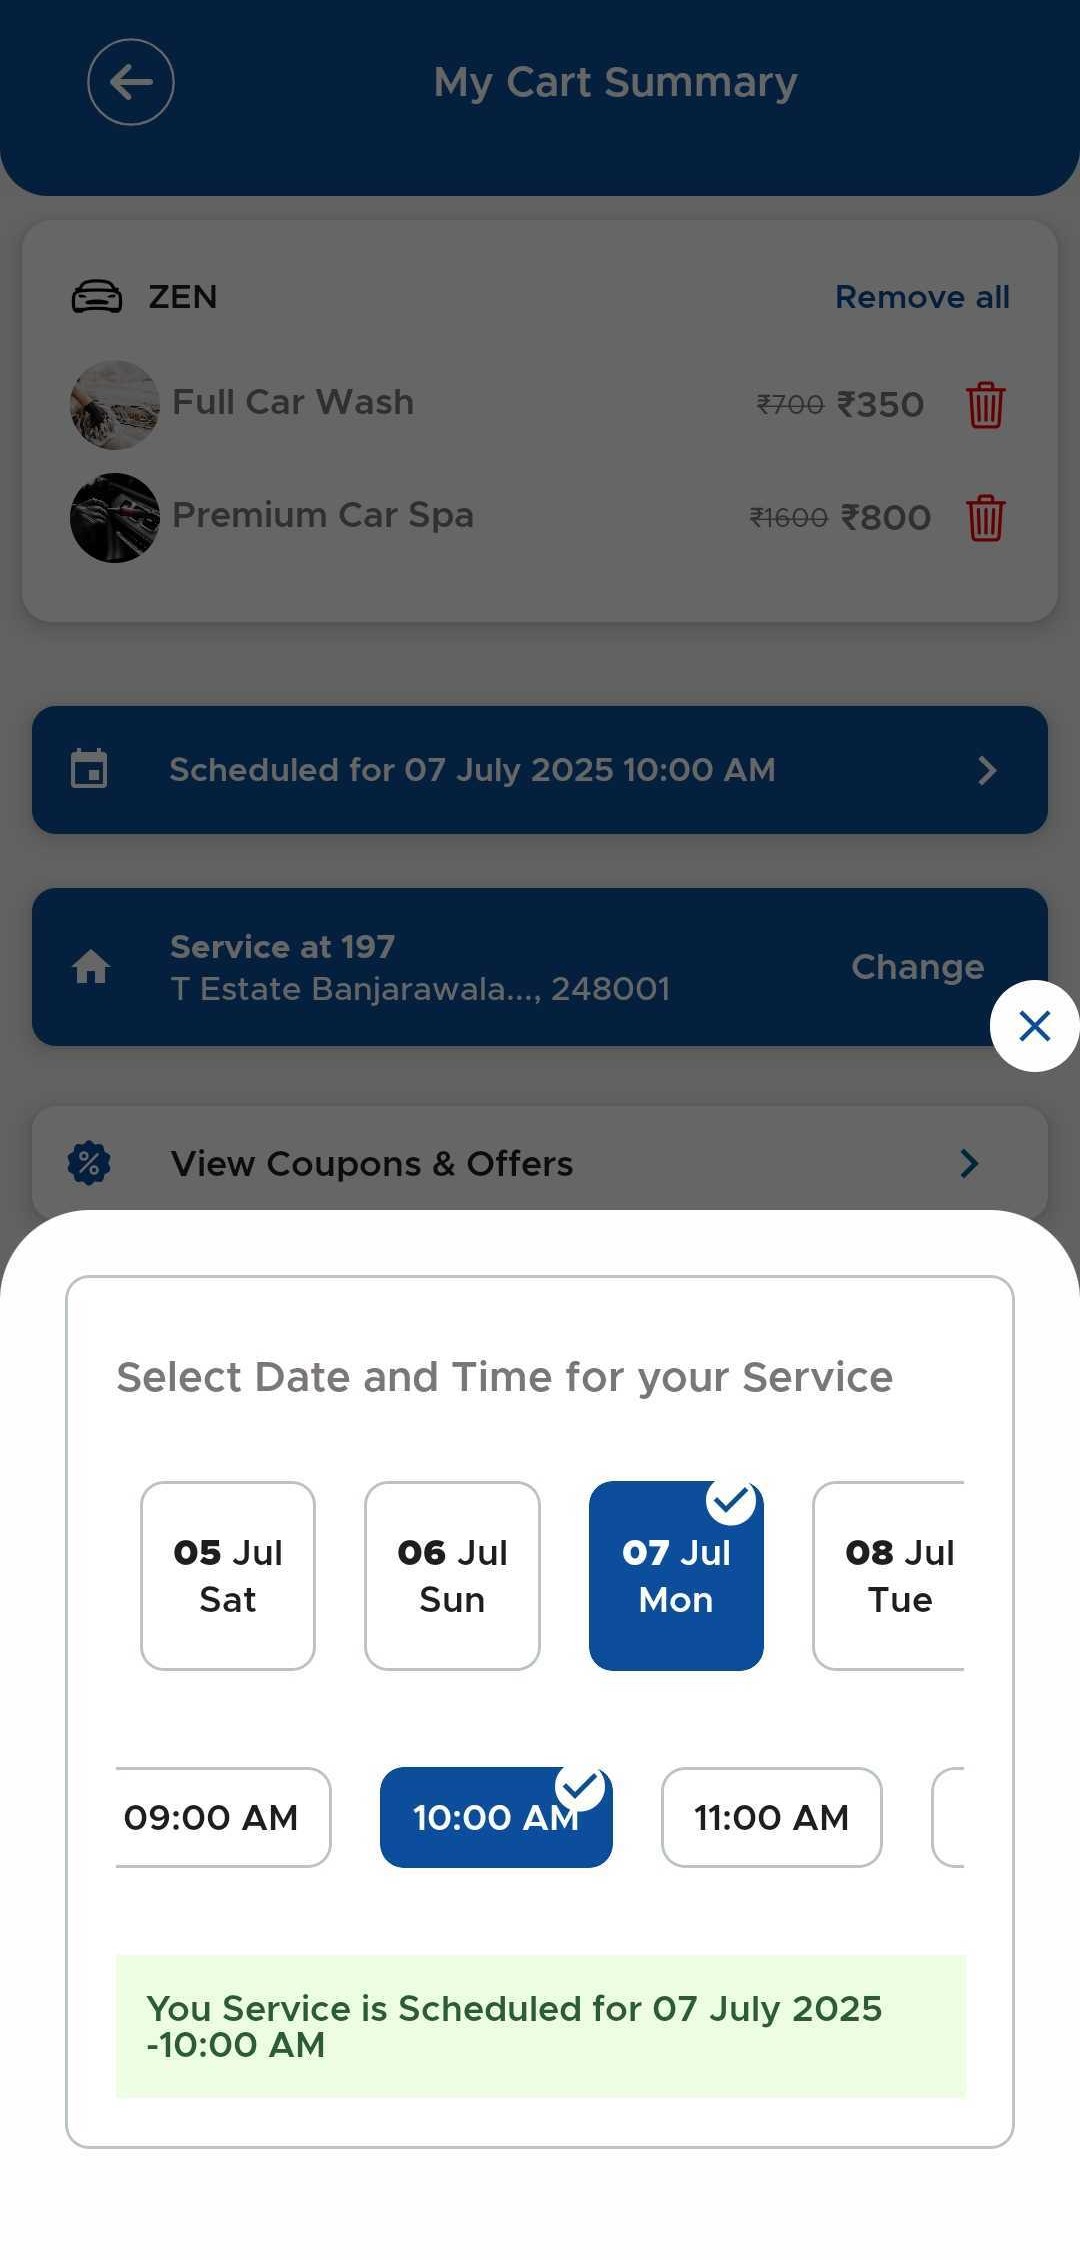 My Cart Summary
ZEN Remove all
Full Car Wash ₹700 ₹350
Premium Car Spa ₹1600 ₹800
Scheduled for 07 July 2025 10:00 AM
Service at 197
T Estate Banjarawala..., 248001
Change
View Coupons & Offers
Select Date and Time for your Service
05 Jul 06 Jul 07 Jul 08 Jul
Sat Sun Mon Tue
09:00 AM 10:00 AM 11:00 AM
You Service is Scheduled for 07 July 2025
-10:00 AM